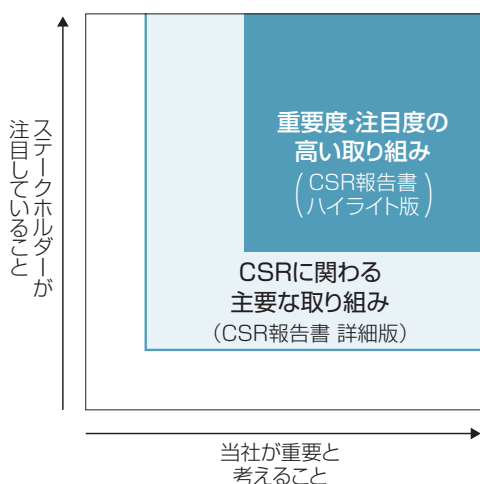 ステークホルダーが
注目していること
重要度・注目度の
高い取り組み
(CSR報告書
ハイライト版)
CSRに関わる
主要な取り組み
(CSR報告書 詳細版)
当社が重要と
考えること